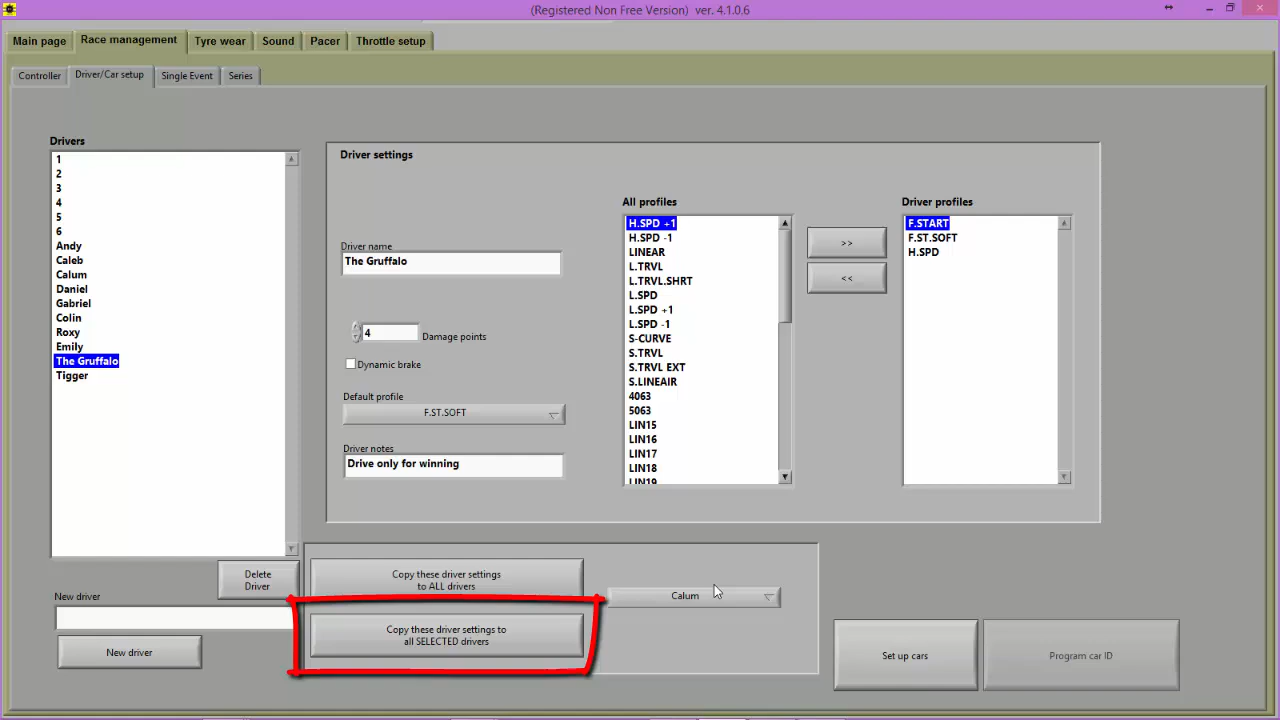 (Registered Non Free Version) ver. 4.1.0.6
Main page
Race management
Tyre wear
Sound
Pacer
Throttle setup
Controller
Driver/Car setup
Single Event
Series
Drivers
1
2
3
4
5
6
Andy
Caleb
Calum
Daniel
Gabriel
Colin
Roxy
Emily
The Gruffalo
Tigger
Delete
Driver
New driver
New driver
Driver settings
Driver name
The Gruffalo
4
Damage points
Dynamic brake
Default profile
F.ST.SOFT
Driver notes
Drive only for winning
All profiles
H.SPD +1
H.SPD -1
LINEAR
L.TRVL
L.TRVL.SHRT
L.SPD
L.SPD +1
L.SPD -1
S-CURVE
S.TRVL
S.TRVL EXT
S.LINEAIR
4063
5063
LIN15
LIN16
LIN17
LIN18
LIN19
>>
<<
Driver profiles
F.START
F.ST.SOFT
H.SPD
Copy these driver settings
to ALL drivers
Calum
Copy these driver settings to
all SELECTED drivers
Set up cars
Program car ID